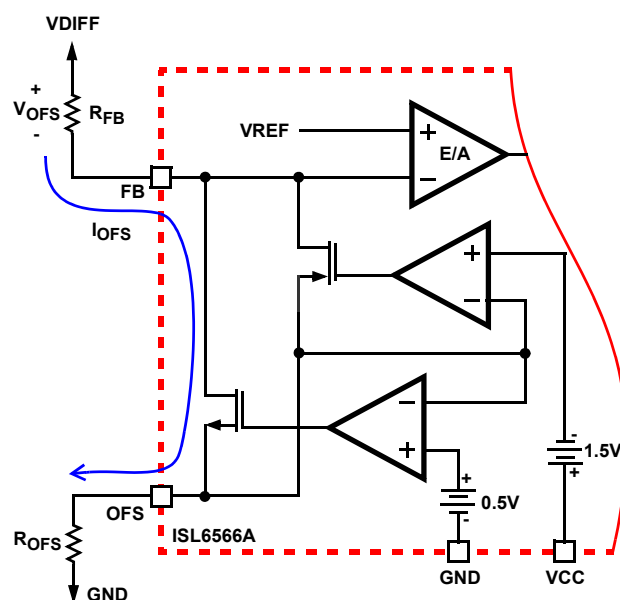 VDIFF
+
VOFS
-
RFB
VREF
+
-
E/A
FB
IOFS
+
-
-
+
-
1.5V
+
+
0.5V
-
OFS
ISL6566A
ROFS
GND
GND
VCC